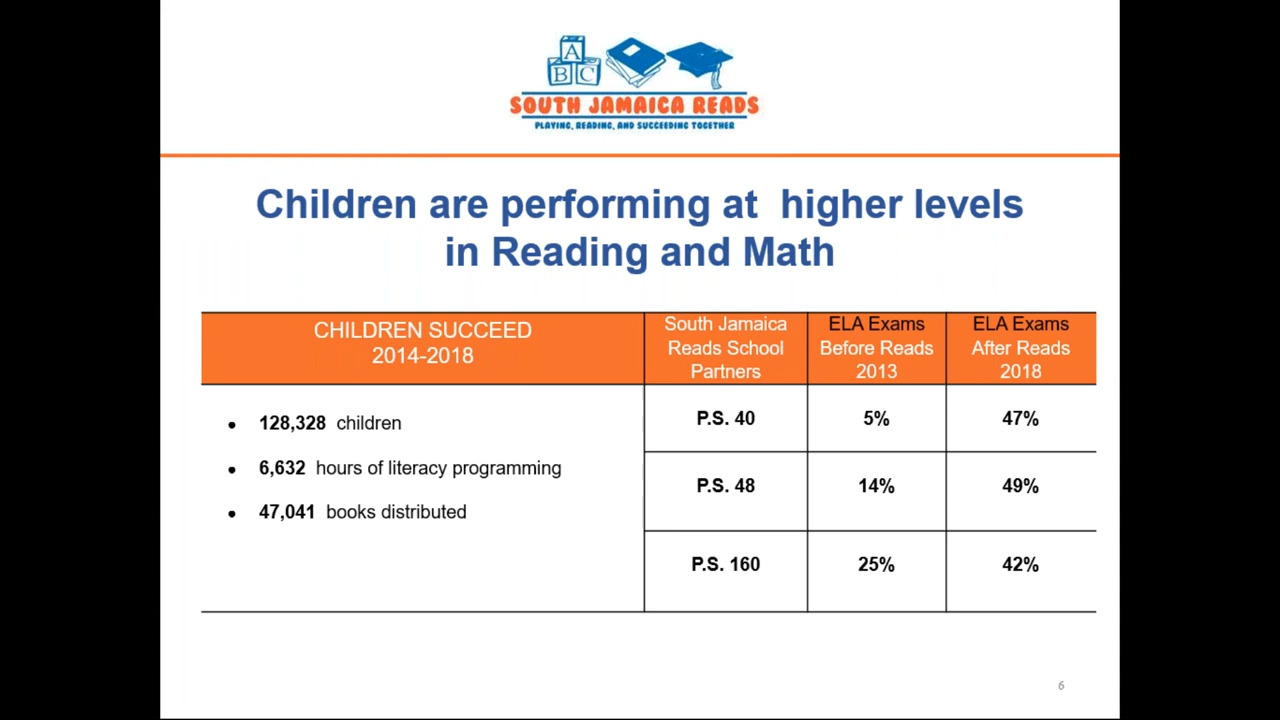 A
B C
SOUTH JAMAICA READS
PLAYING, READING, AND SUCCEEDING TOGETHER
Children are performing at  higher levels
in Reading and Math
CHILDREN SUCCEED
2014-2018
South Jamaica
Reads School
Partners
ELA Exams
Before Reads
2013
ELA Exams
After Reads
2018
• 128,328  children
• 6,632  hours of literacy programming
• 47,041  books distributed
P.S. 40
5%
47%
P.S. 48
14%
49%
P.S. 160
25%
42%
6